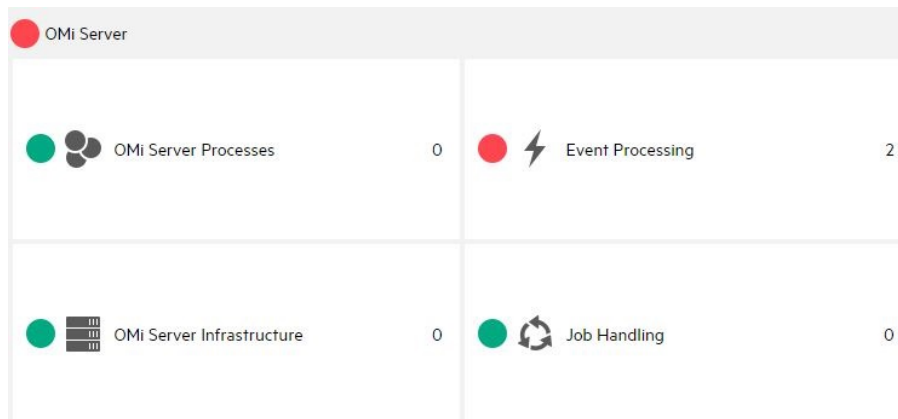 OMi Server
OMi Server Processes 0
Event Processing 2
OMi Server Infrastructure 0
Job Handling 0